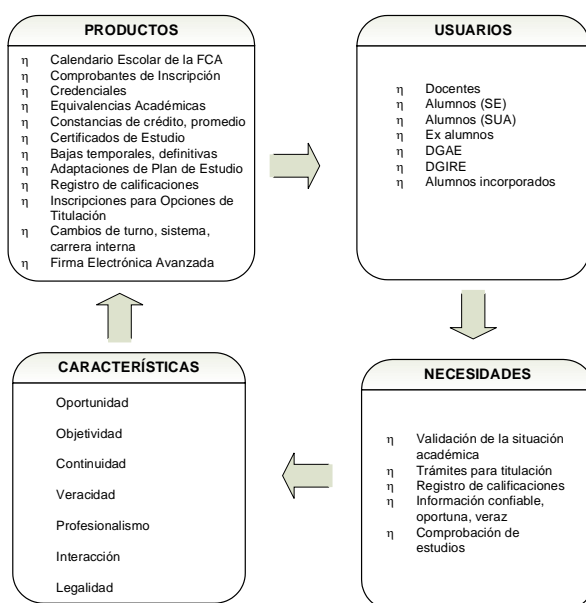 PRODUCTOS
η Calendario Escolar de la FCA
η Comprobantes de Inscripción
η Credenciales
η Equivalencias Académicas
η Constancias de crédito, promedio
η Certificados de Estudio
η Bajas temporales, definitivas
η Adaptaciones de Plan de Estudio
η Registro de calificaciones
η Inscripciones para Opciones de
Titulación
η Cambios de turno, sistema,
carrera interna
η Firma Electrónica Avanzada
USUARIOS
η Docentes
η Alumnos (SE)
η Alumnos (SUA)
η Ex alumnos
η DGAE
η DGIRE
η Alumnos incorporados
CARACTERÍSTICAS
Oportunidad
Objetividad
Continuidad
Veracidad
Profesionalismo
Interacción
Legalidad
NECESIDADES
η Validación de la situación
académica
η Trámites para titulación
η Registro de calificaciones
η Información confiable,
oportuna, veraz
η Comprobación de
estudios